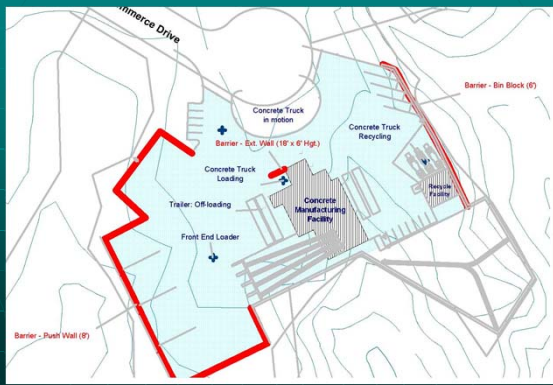 mmerce Drive
Barrier - Bin Block (6')
Concrete Truck
in motion
Concrete Truck
Recycling
Barrier - Ext. Wall (16' x 6' Hgt.)
Concrete Truck
Loading
Recycle
Facility
Trailer: Off-loading
Concrete
Manufacturing
Facility
Front End Loader
Barrier - Push Wall (8')